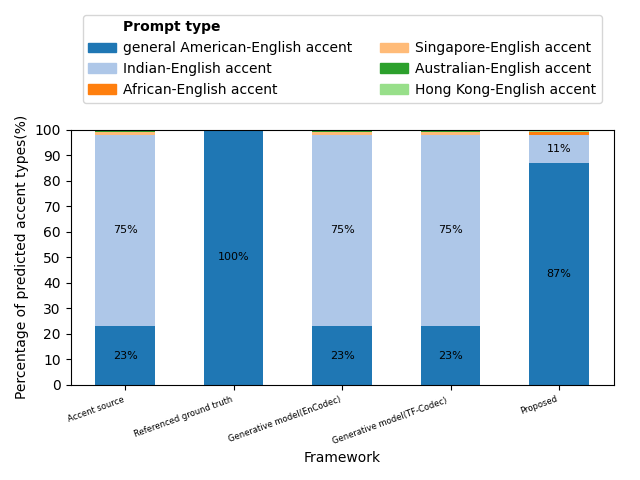 Prompt type
general American-English accent
Indian-English accent
African-English accent
Singapore-English accent
Australian-English accent
Hong Kong-English accent
Percentage of predicted accent types(%)
100
90
80
70
60
50
40
30
20
10
0
23%
75%
100%
23%
75%
23%
75%
87%
11%
Accent source
Referenced ground truth
Generative model(EnCodec)
Generative model(TF-Codec)
Proposed
Framework